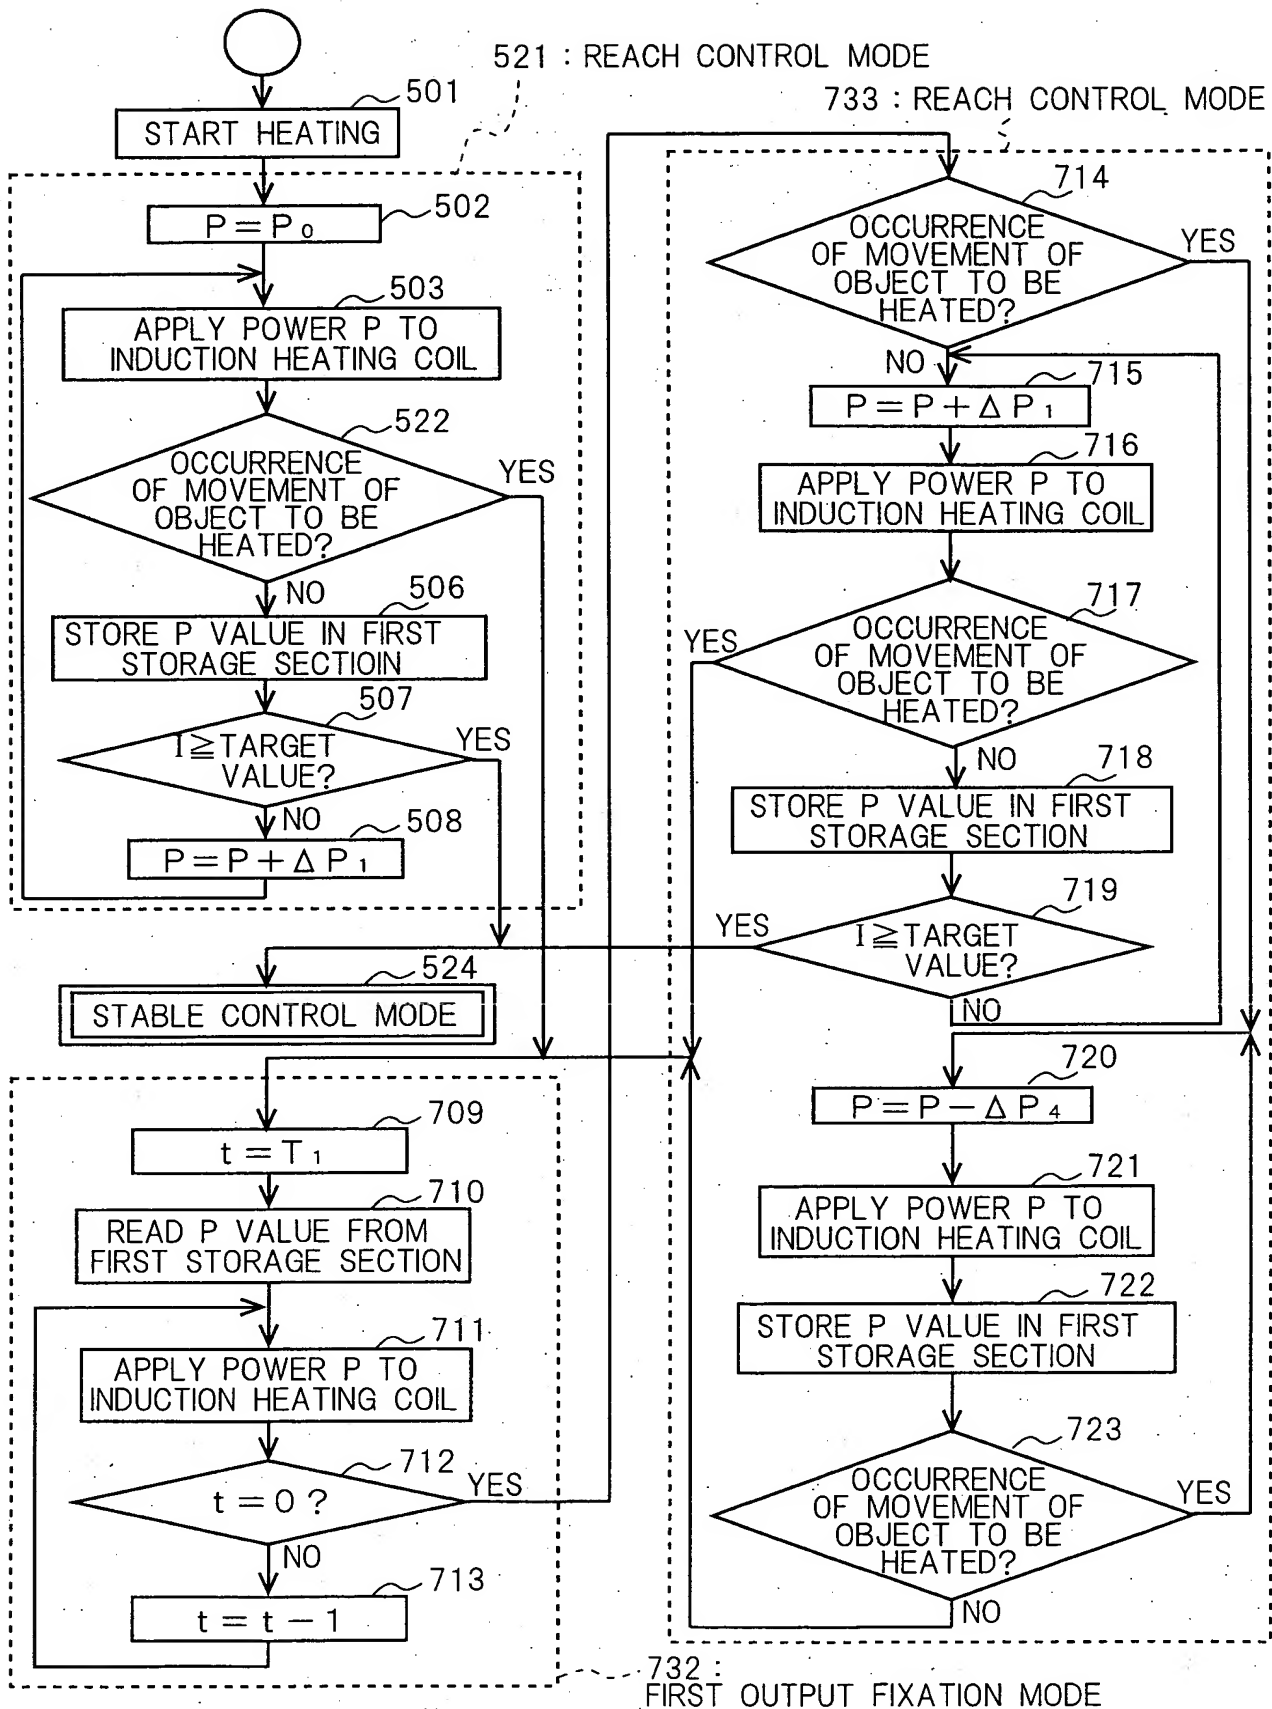 521 : REACH CONTROL MODE
501
START HEATING
502
P = P₀
503
APPLY POWER P TO
INDUCTION HEATING COIL
522
OCCURRENCE
OF MOVEMENT OF
OBJECT TO BE
HEATED?
YES
NO
506
STORE P VALUE IN FIRST
STORAGE SECTIOIN
507
I≧TARGET
VALUE?
YES
NO
508
P = P + Δ P₁
524
STABLE CONTROL MODE
709
t = T₁
710
READ P VALUE FROM
FIRST STORAGE SECTION
711
APPLY POWER P TO
INDUCTION HEATING COIL
712
t = 0 ?
YES
NO
713
t = t − 1
732 :
FIRST OUTPUT FIXATION MODE
733 : REACH CONTROL MODE
714
OCCURRENCE
OF MOVEMENT OF
OBJECT TO BE
HEATED?
YES
NO
715
P = P + Δ P₁
716
APPLY POWER P TO
INDUCTION HEATING COIL
717
OCCURRENCE
OF MOVEMENT OF
OBJECT TO BE
HEATED?
YES
NO
718
STORE P VALUE IN FIRST
STORAGE SECTION
719
I≧TARGET
VALUE?
YES
NO
720
P = P − Δ P₄
721
APPLY POWER P TO
INDUCTION HEATING COIL
722
STORE P VALUE IN FIRST
STORAGE SECTION
723
OCCURRENCE
OF MOVEMENT OF
OBJECT TO BE
HEATED?
YES
NO